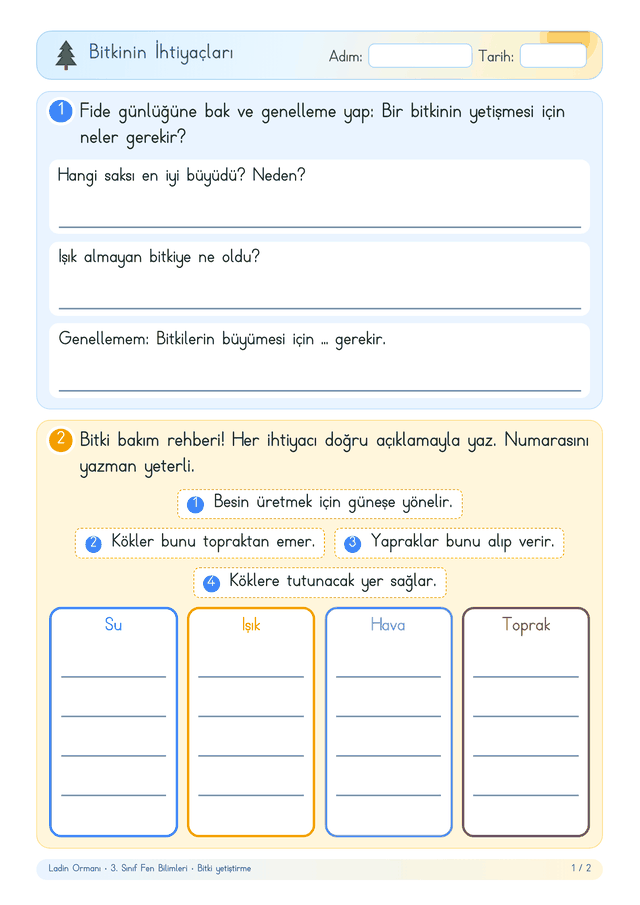 Bitkinin İhtiyaçları
Adım:
Tarih:
1
Fide günlüğüne bak ve genelleme yap: Bir bitkinin yetişmesi için
neler gerekir?
Hangi saksı en iyi büyüdü? Neden?
Işık almayan bitkiye ne oldu?
Genellemem: Bitkilerin büyümesi için ... gerekir.
2
Bitki bakım rehberi! Her ihtiyacı doğru açıklamayla yaz. Numarasını
yazman yeterli.
1 Besin üretmek için güneşe yönelir.
2 Kökler bunu topraktan emer.
3 Yapraklar bunu alıp verir.
4 Köklere tutunacak yer sağlar.
Su
Işık
Hava
Toprak
Ladin Ormanı • 3. Sınıf Fen Bilimleri • Bitki yetiştirme
1 / 2